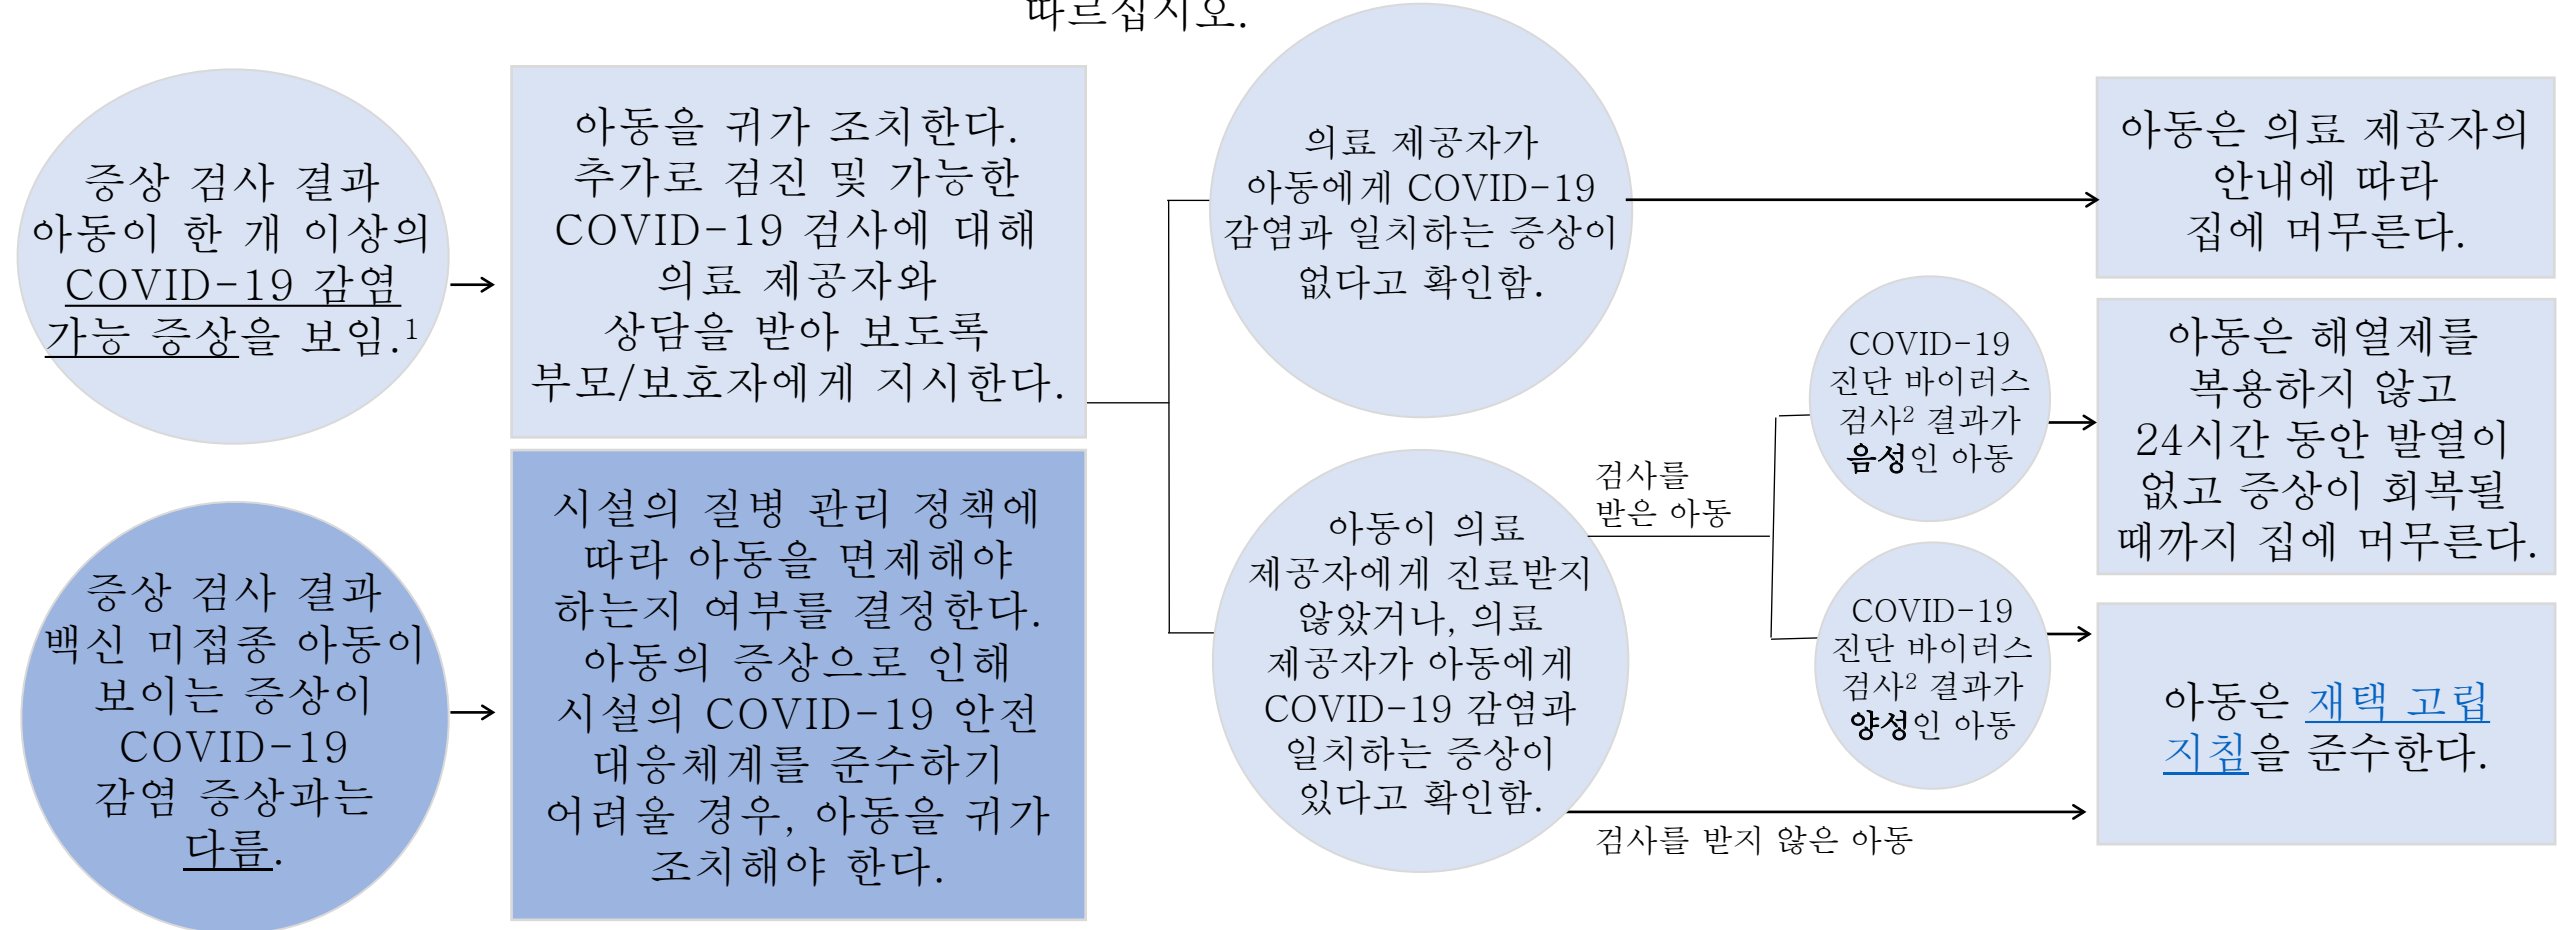 따르십시오.
증상 검사 결과
아동이 한 개 이상의
COVID-19 감염
가능 증상을 보임.1
아동을 귀가 조치한다.
추가로 검진 및 가능한
COVID-19 검사에 대해
의료 제공자와
상담을 받아 보도록
부모/보호자에게 지시한다.
의료 제공자가
아동에게 COVID-19
감염과 일치하는 증상이
없다고 확인함.
아동은 의료 제공자의
안내에 따라
집에 머무른다.
증상 검사 결과
백신 미접종 아동이
보이는 증상이
COVID-19
감염 증상과는
다름.
시설의 질병 관리 정책에
따라 아동을 면제해야
하는지 여부를 결정한다.
아동의 증상으로 인해
시설의 COVID-19 안전
대응체계를 준수하기
어려울 경우, 아동을 귀가
조치해야 한다.
아동이 의료
제공자에게 진료받지
않았거나, 의료
제공자가 아동에게
COVID-19 감염과
일치하는 증상이
있다고 확인함.
검사를
받은 아동
COVID-19
진단 바이러스
검사2 결과가
음성인 아동
아동은 해열제를
복용하지 않고
24시간 동안 발열이
없고 증상이 회복될
때까지 집에 머무른다.
COVID-19
진단 바이러스
검사2 결과가
양성인 아동
검사를 받지 않은 아동
아동은 재택 고립
지침을 준수한다.